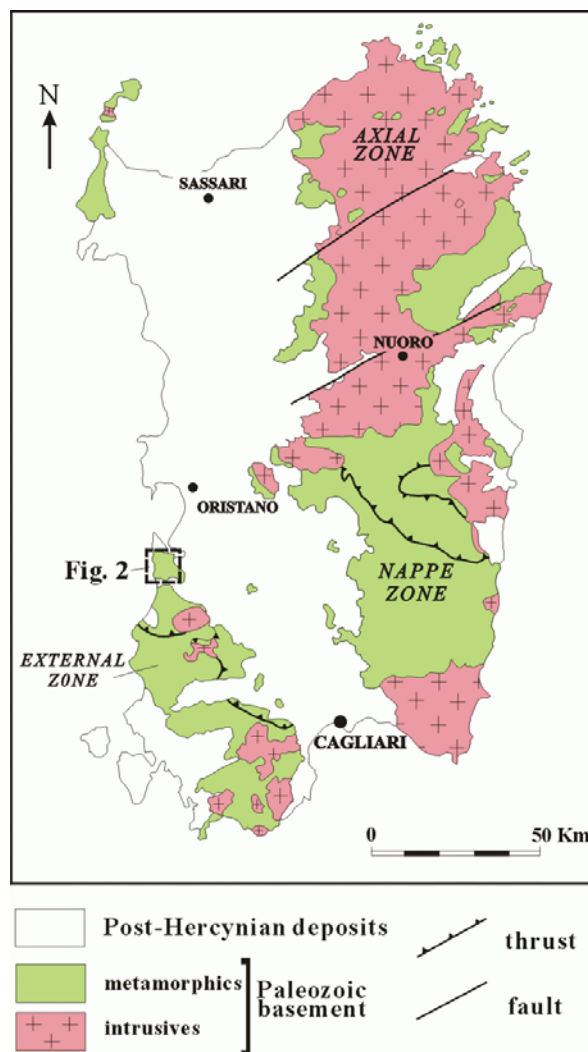 N
AXIAL
ZONE
SASSARI
NUORO
ORISTANO
Fig. 2
NAPPE
ZONE
EXTERNAL
ZONE
CAGLIARI
0 50 Km
Post-Hercynian deposits
metamorphics
intrusives
Paleozoic
basement
thrust
fault